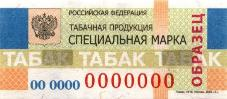 РОССИЙСКАЯ ФЕДЕРАЦИЯ
ТАБАЧНАЯ ПРОДУКЦИЯ
СПЕЦИАЛЬНАЯ МАРКА
ТАБАК ТАБАК ТАБАК
00 0000 0000000
ОБРАЗЕЦ